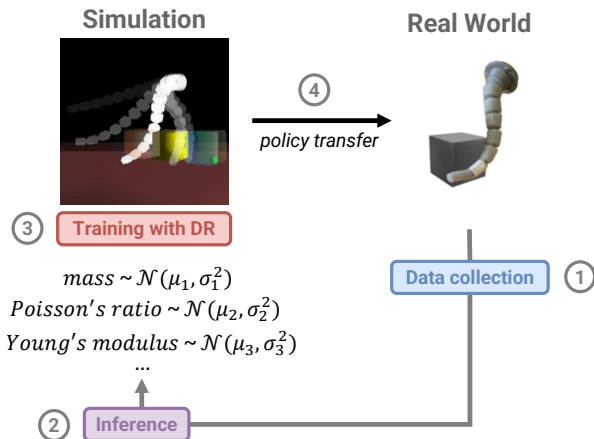 Simulation
Real World
④
policy transfer
③ Training with DR
Data collection ①
mass ~ 𝒩(μ₁, σ₁²)
Poisson's ratio ~ 𝒩(μ₂, σ₂²)
Young's modulus ~ 𝒩(μ₃, σ₃²)
...
② Inference